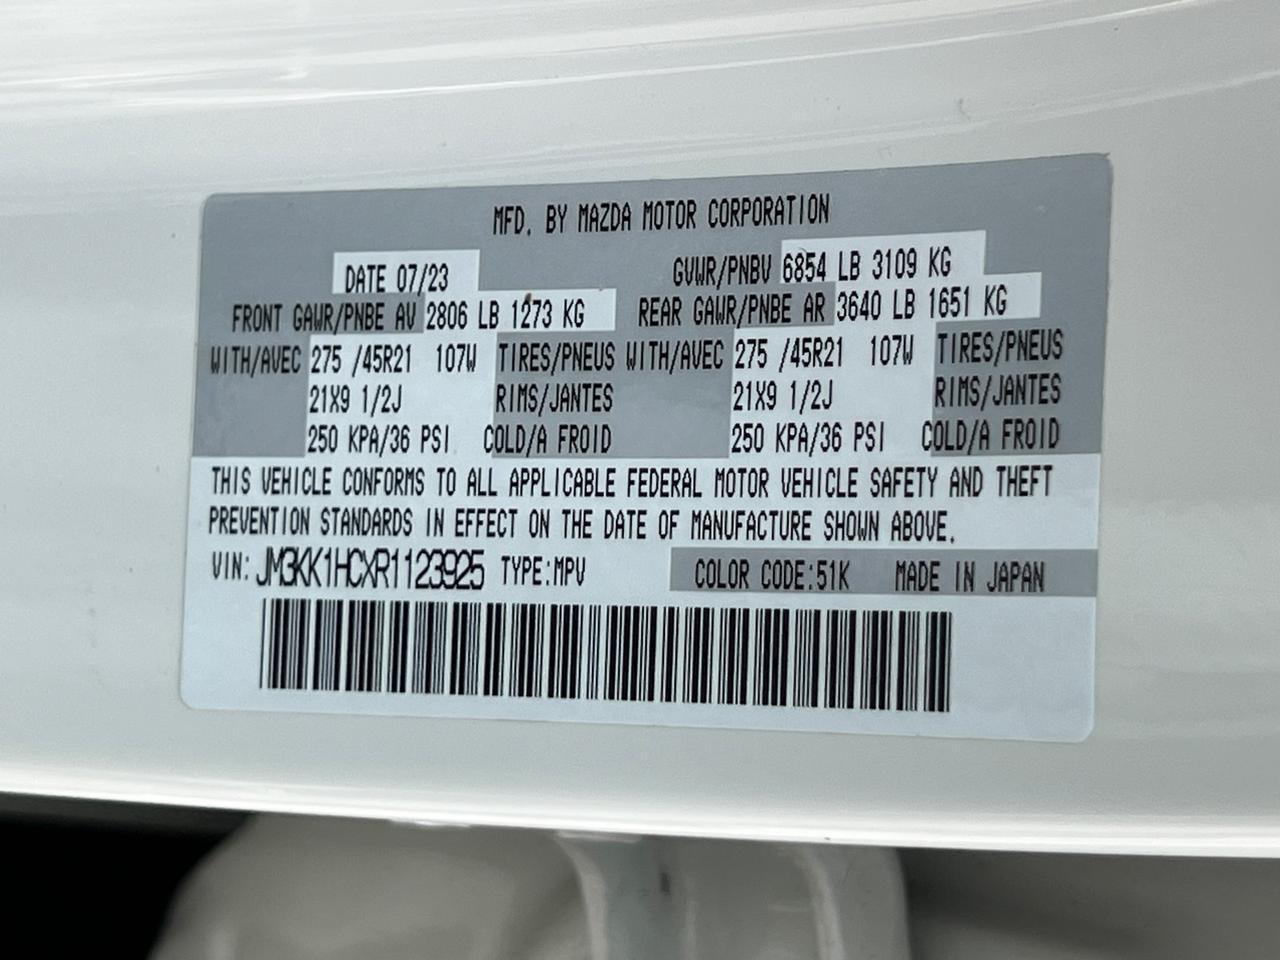 MFD. BY MAZDA MOTOR CORPORATION
DATE 07/23 GVWR/PNBV 6854 LB 3109 KG
FRONT GAWR/PNBE AV 2806 LB 1273 KG REAR GAWR/PNBE AR 3640 LB 1651 KG
WITH/AVEC 275 /45R21 107W TIRES/PNEUS WITH/AVEC 275 /45R21 107W TIRES/PNEUS
21X9 1/2J RIMS/JANTES 21X9 1/2J RIMS/JANTES
250 KPA/36 PSI COLD/A FROID 250 KPA/36 PSI COLD/A FROID
THIS VEHICLE CONFORMS TO ALL APPLICABLE FEDERAL MOTOR VEHICLE SAFETY AND THEFT
PREVENTION STANDARDS IN EFFECT ON THE DATE OF MANUFACTURE SHOWN ABOVE.
VIN: JM3KK1HCXR1123925 TYPE:MPV COLOR CODE:51K MADE IN JAPAN